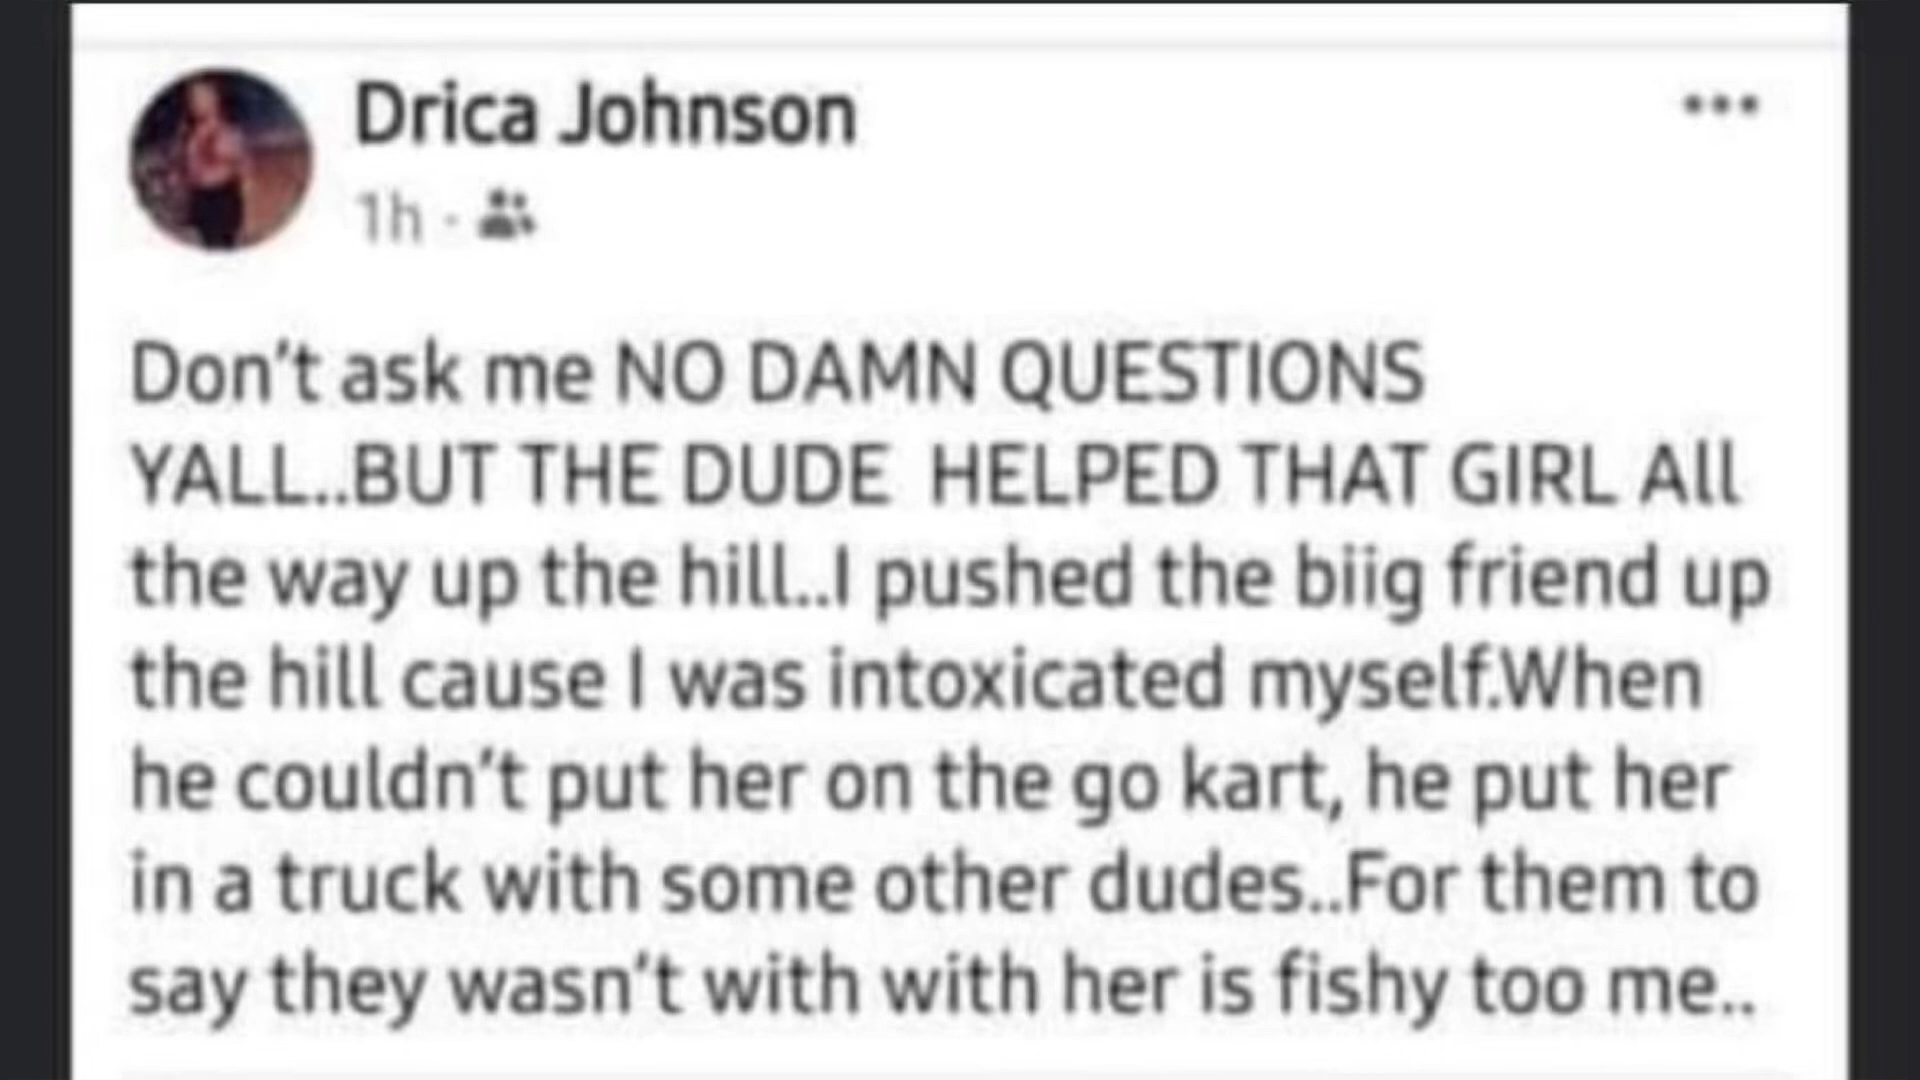 Drica Johnson
1h ·
Don't ask me NO DAMN QUESTIONS
YALL..BUT THE DUDE HELPED THAT GIRL All
the way up the hill..I pushed the biig friend up
the hill cause I was intoxicated myself.When
he couldn't put her on the go kart, he put her
in a truck with some other dudes..For them to
say they wasn't with with her is fishy too me..